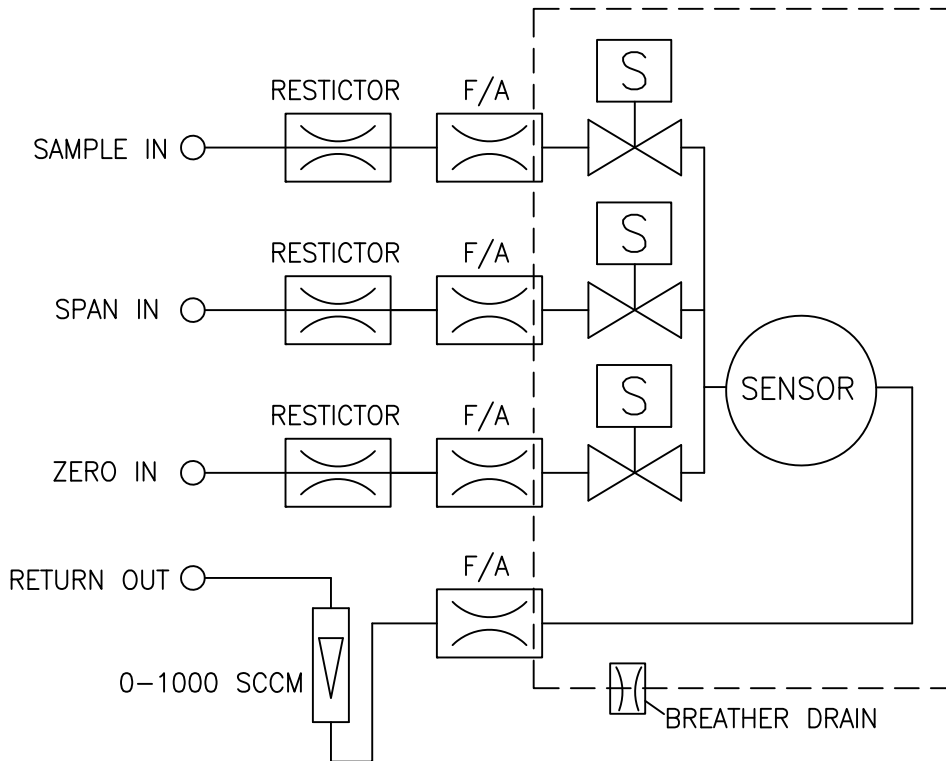 RESTICTOR
F/A
S
SAMPLE IN
S
RESTICTOR
F/A
SPAN IN
S
RESTICTOR
F/A
SENSOR
ZERO IN
F/A
RETURN OUT
0-1000 SCCM
BREATHER DRAIN